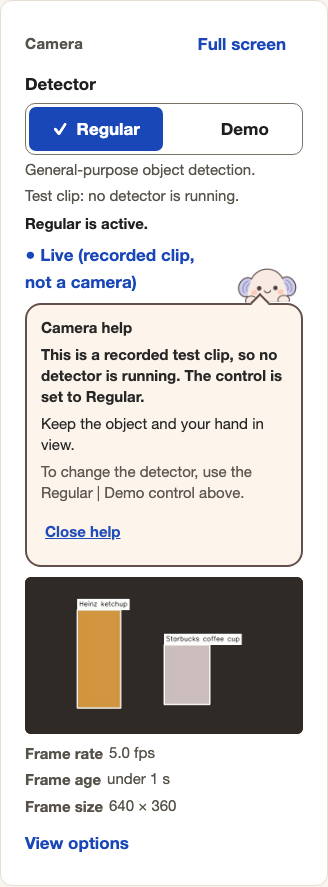 Camera
Full screen
Detector
✓ Regular
Demo
General-purpose object detection.
Test clip: no detector is running.
Regular is active.
• Live (recorded clip,
not a camera)
Camera help
This is a recorded test clip, so no
detector is running. The control is
set to Regular.
Keep the object and your hand in
view.
To change the detector, use the
Regular | Demo control above.
Close help
Heinz ketchup
Starbucks coffee cup
Frame rate 5.0 fps
Frame age under 1 s
Frame size 640 × 360
View options